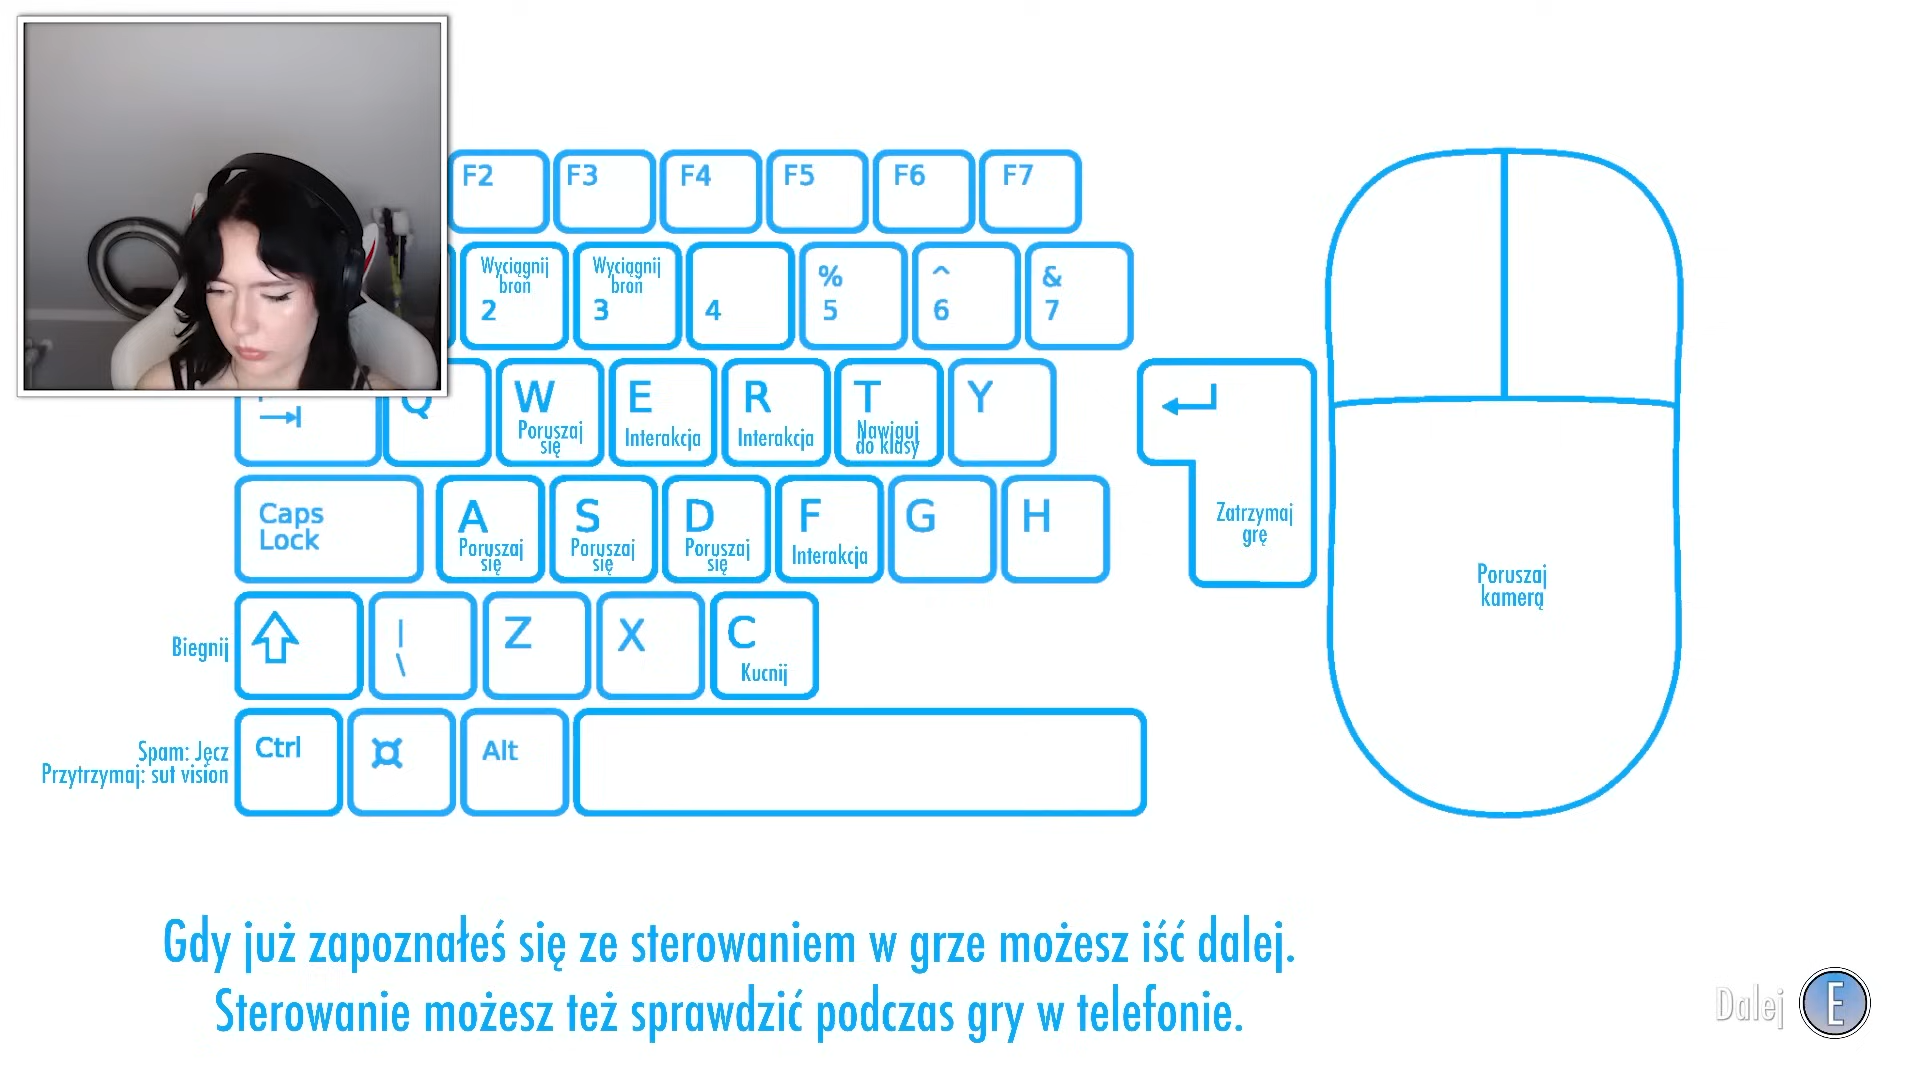 F2
F3
F4
F5
F6
F7
Wyciągnij
broń
2
Wyciągnij
broń
3
4
%
5
^
6
&
7
Q
W
Poruszaj
się
E
Interakcja
R
Interakcja
T
Nawiguj
do klasy
Y
Caps
Lock
A
Poruszaj
się
S
Poruszaj
się
D
Poruszaj
się
F
Interakcja
G
H
Zatrzymaj
grę
Poruszaj
kamerą
Biegnij
|
\
Z
X
C
Kucnij
Spam: Jęcz
Przytrzymaj: sut vision
Ctrl
Alt
Gdy już zapoznałeś się ze sterowaniem w grze możesz iść dalej.
Sterowanie możesz też sprawdzić podczas gry w telefonie.
Dalej E